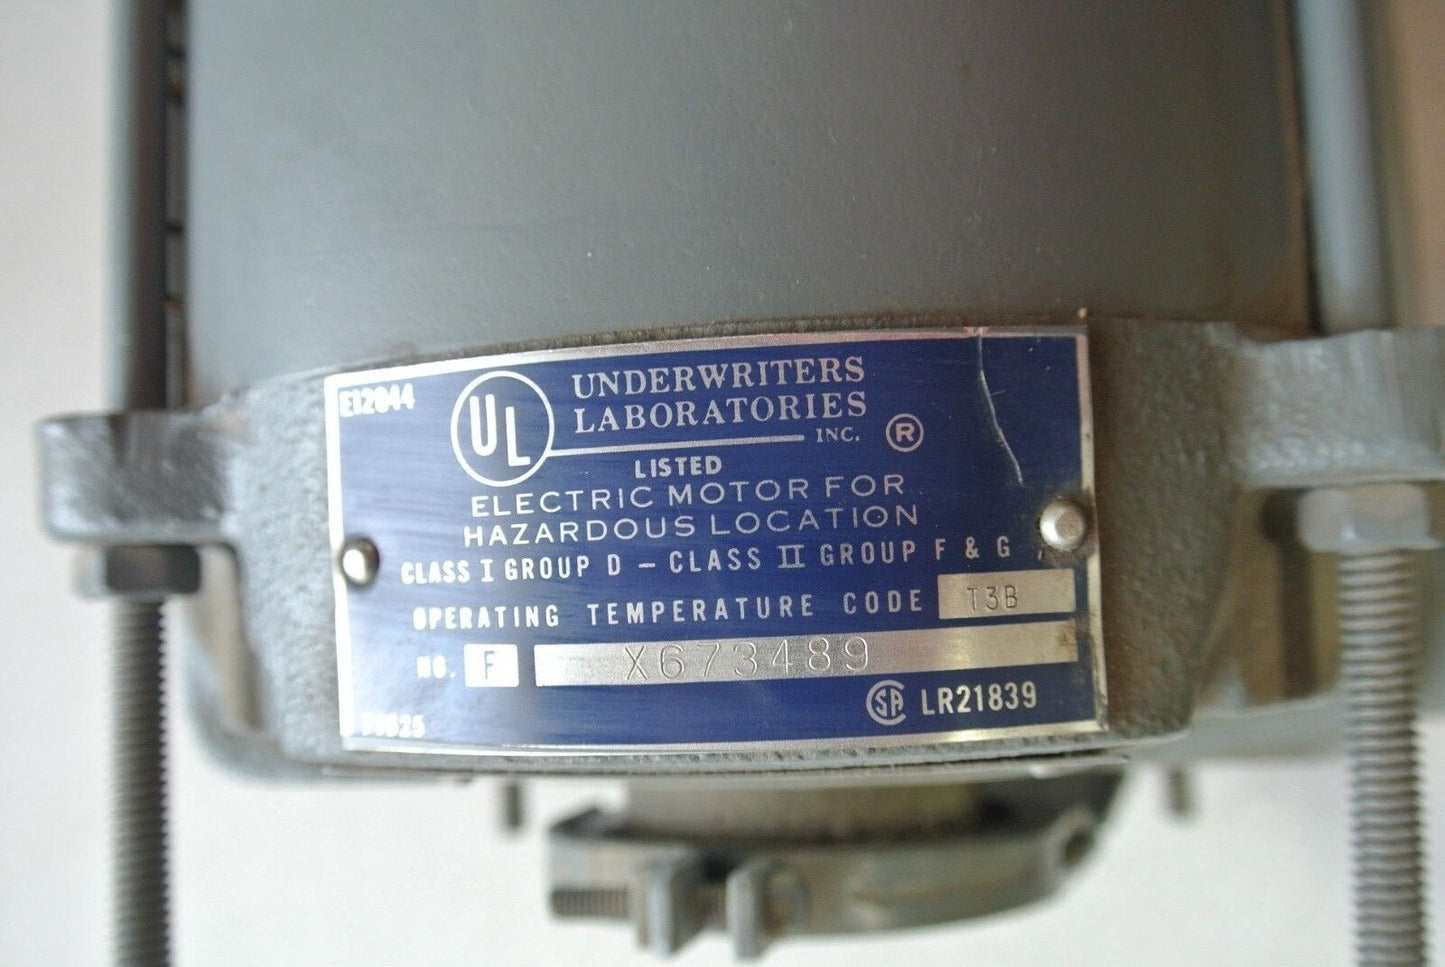 E12044
UL
UNDERWRITERS
LABORATORIES
INC. ®
LISTED
ELECTRIC MOTOR FOR
HAZARDOUS LOCATION
CLASS I GROUP D – CLASS II GROUP F & G
OPERATING TEMPERATURE CODE T3B
NO. F X673489
SA LR21839